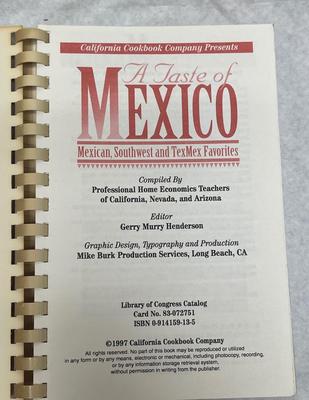 California Cookbook Company Presents
A Taste of
MEXICO
Mexican, Southwest and TexMex Favorites
Compiled By
Professional Home Economics Teachers
of California, Nevada, and Arizona
Editor
Gerry Murry Henderson
Graphic Design, Typography and Production
Mike Burk Production Services, Long Beach, CA
Library of Congress Catalog
Card No. 83-072751
ISBN 0-914159-13-5
©1997 California Cookbook Company
All rights reserved. No part of this book may be reproduced or utilized
in any form or by any means, electronic or mechanical, including photocopy, recording,
or by any information storage retrieval system,
without permission in writing from the publisher.